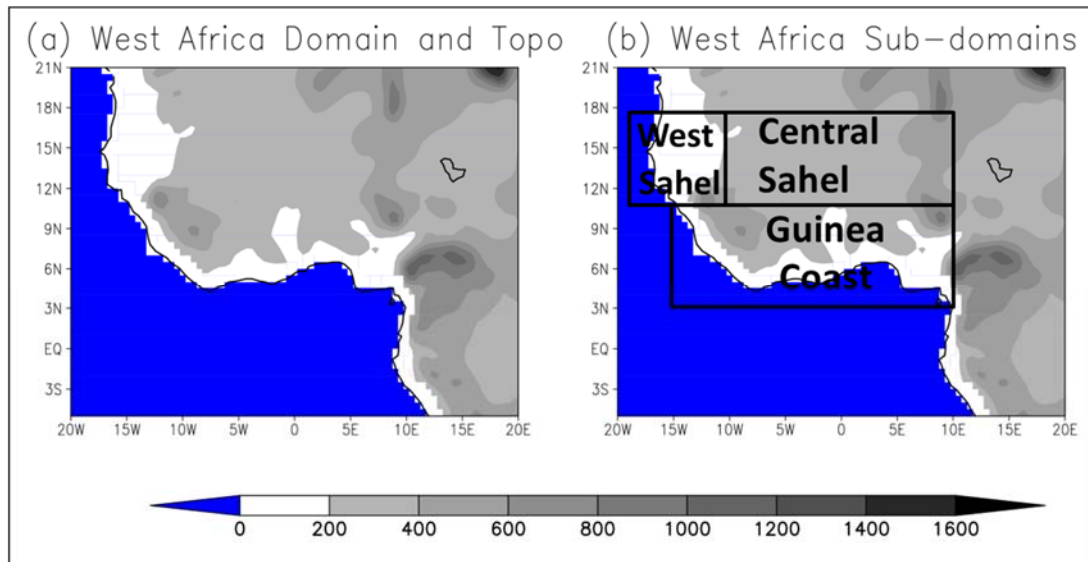 (a) West Africa Domain and Topo
(b) West Africa Sub-domains
21N
18N
15N
12N
9N
6N
3N
EQ
3S
20W 15W 10W 5W 0 5E 10E 15E 20E
21N
18N
15N
12N
9N
6N
3N
EQ
3S
20W 15W 10W 5W 0 5E 10E 15E 20E
West
Sahel
Central
Sahel
Guinea
Coast
0 200 400 600 800 1000 1200 1400 1600